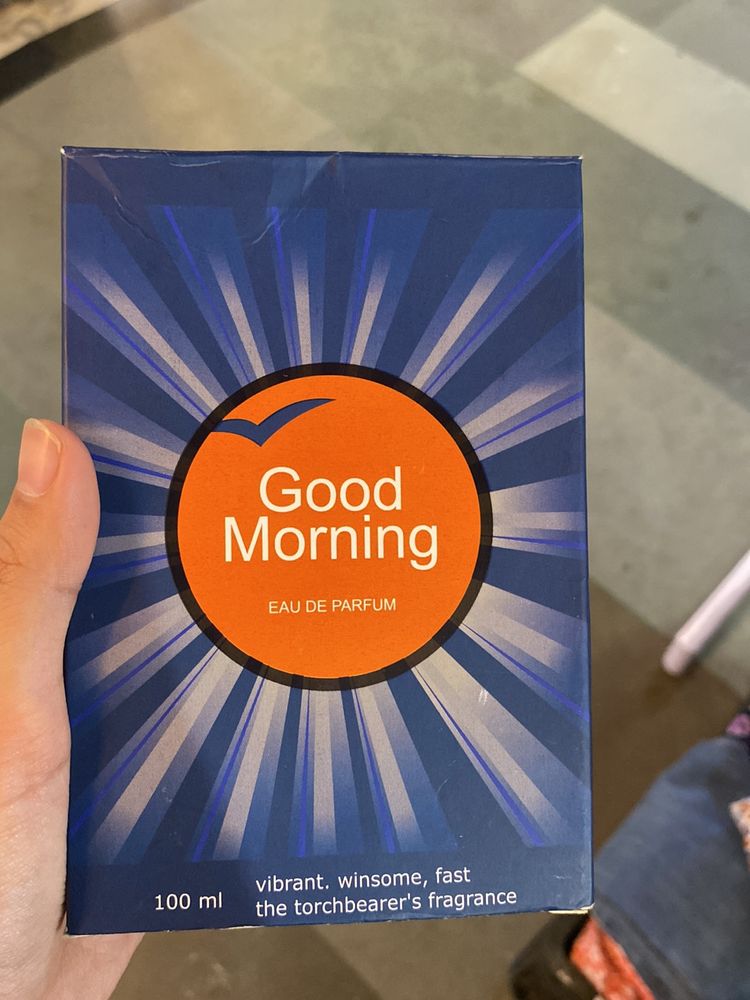 Good
Morning
EAU DE PARFUM
100 ml
vibrant. winsome, fast
the torchbearer's fragrance